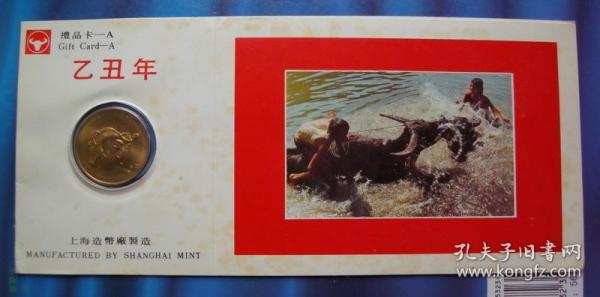 禮品卡—A
Gift Card—A
乙丑年
上海造幣廠製造
MANUFACTURED BY SHANGHAI MINT
孔夫子旧书网
www.kongfz.com